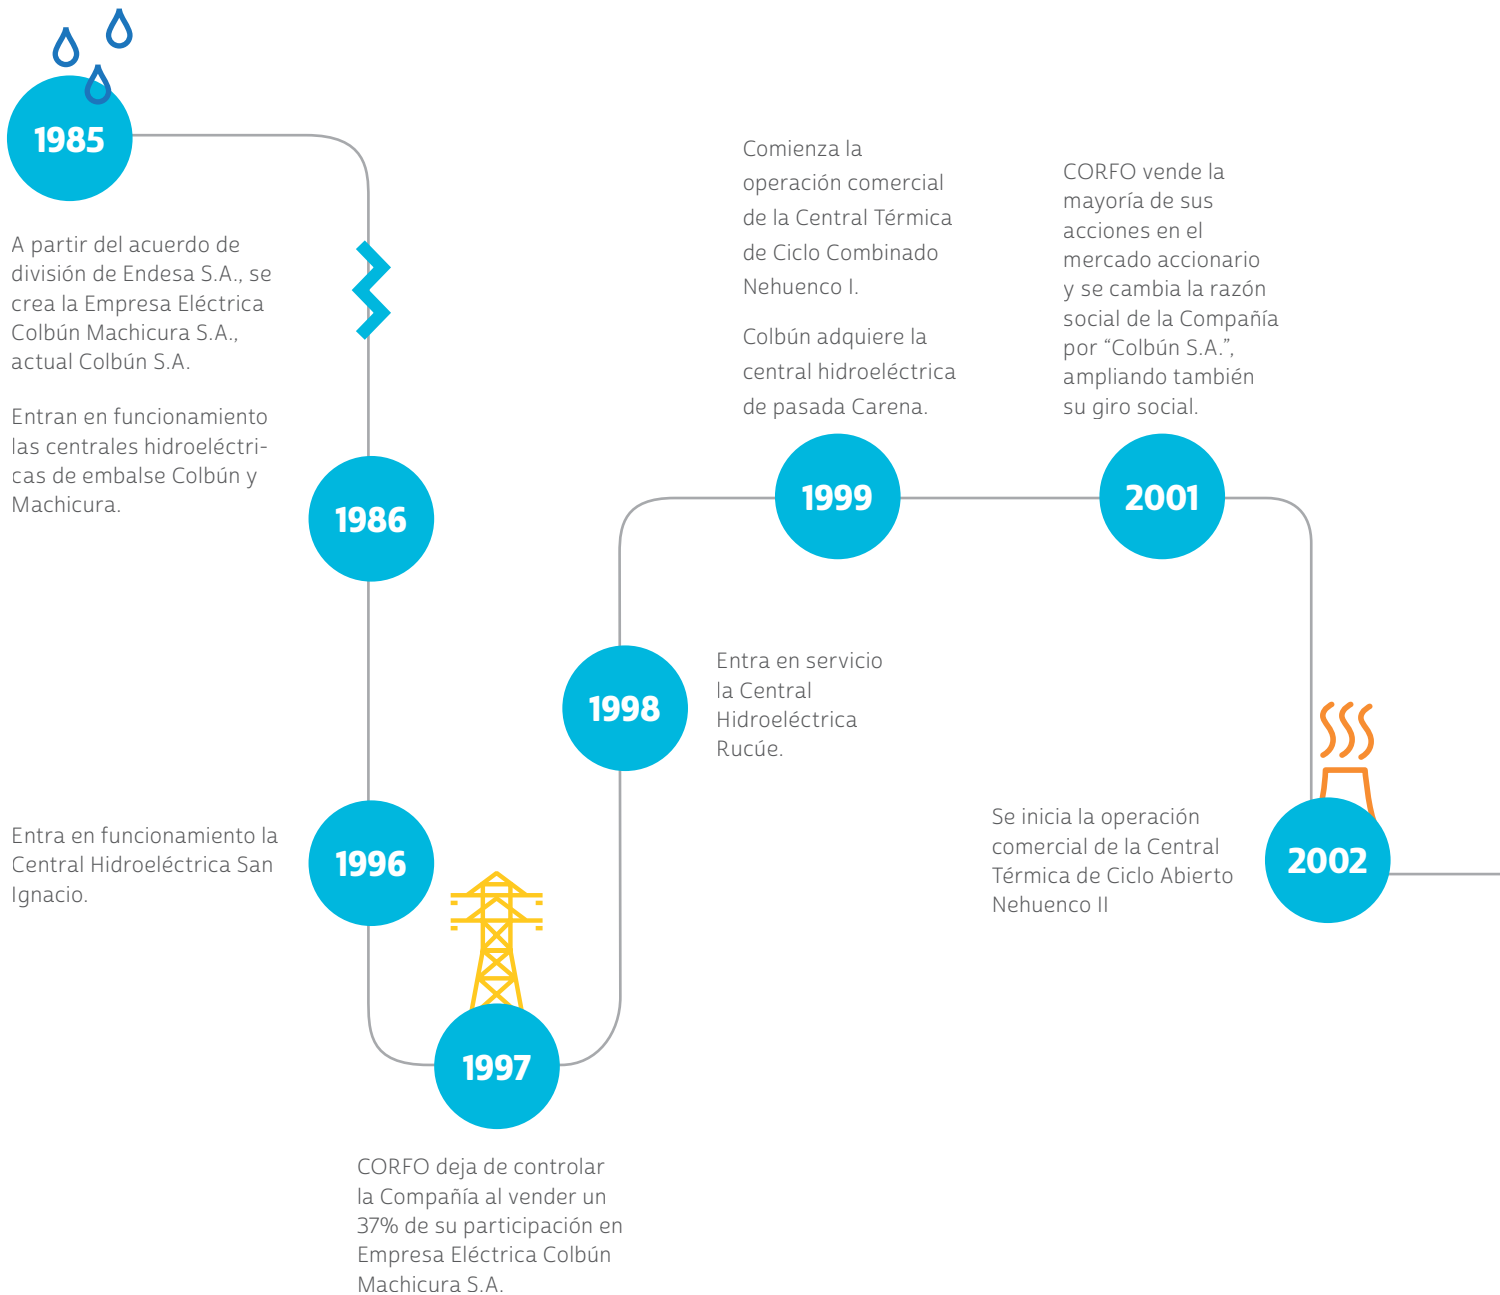 1985
A partir del acuerdo de
división de Endesa S.A., se
crea la Empresa Eléctrica
Colbún Machicura S.A.,
actual Colbún S.A.
Entran en funcionamiento
las centrales hidroeléctri-
cas de embalse Colbún y
Machicura.
1986
Entra en funcionamiento la
Central Hidroeléctrica San
Ignacio.
1996
1997
CORFO deja de controlar
la Compañía al vender un
37% de su participación en
Empresa Eléctrica Colbún
Machicura S.A.
1998
Entra en servicio
la Central
Hidroeléctrica
Rucúe.
Comienza la
operación comercial
de la Central Térmica
de Ciclo Combinado
Nehuenco I.
Colbún adquiere la
central hidroeléctrica
de pasada Carena.
1999
CORFO vende la
mayoría de sus
acciones en el
mercado accionario
y se cambia la razón
social de la Compañía
por “Colbún S.A.”,
ampliando también
su giro social.
2001
Se inicia la operación
comercial de la Central
Térmica de Ciclo Abierto
Nehuenco II
2002